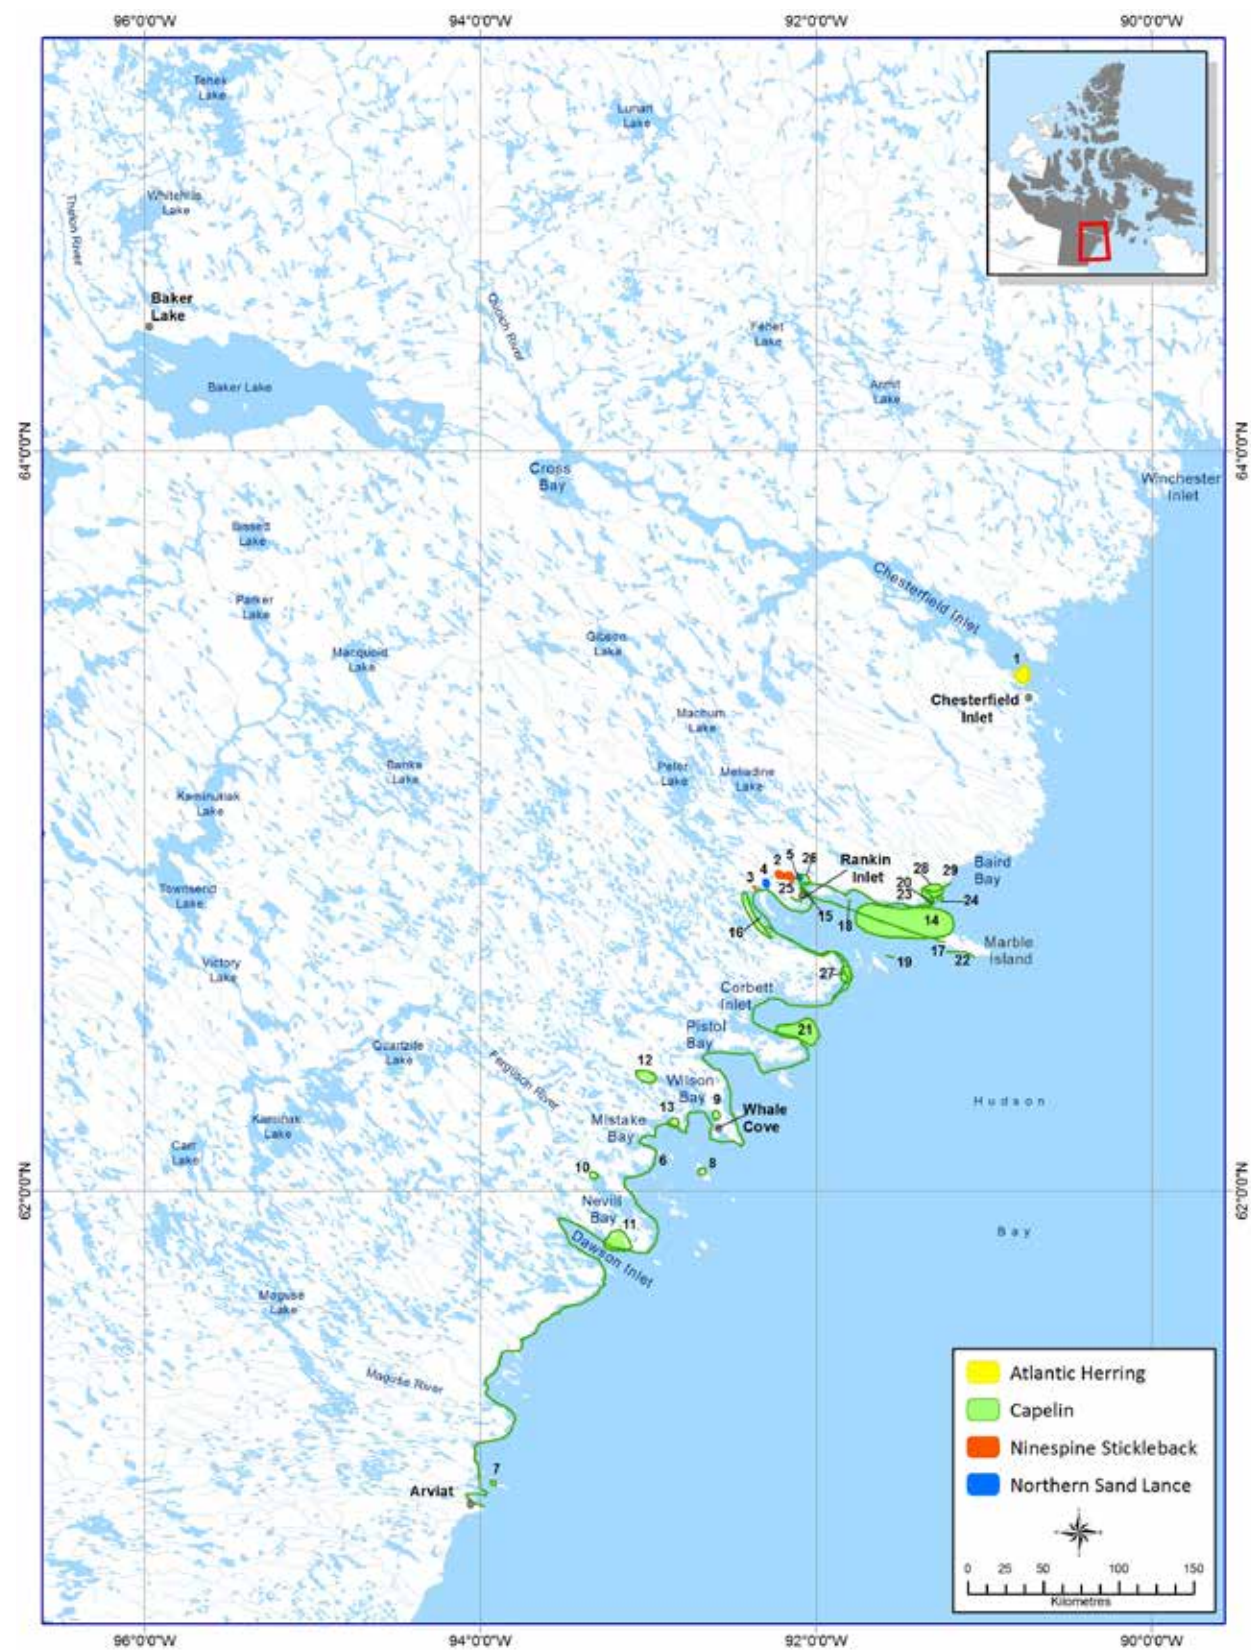 96°0'0"W 94°0'0"W 92°0'0"W 90°0'0"W
Tehek
Lake
Lunan
Lake
Whitehills
Lake
Thelon River
Baker
Lake
Quoich River
Fehet
Lake
Baker Lake
Armit
Lake
64°0'0"N 64°0'0"N
Cross
Bay
Winchester
Inlet
Bissett
Lake
Chesterfield Inlet
Parker
Lake
Gibson
Lake
Macquoid
Lake
1
Chesterfield
Inlet
Machum
Lake
Banks
Lake
Peter
Lake
Meliadine
Lake
Kaminuriak
Lake
2 5 26
Rankin
Inlet
Baird
Bay
4
3
25
28 29
20
23
24
Townsend
Lake
15
16
18
14
17
Marble
Island
19
22
Victory
Lake
27
Corbett
Inlet
Pistol
Bay
21
Quartzite
Lake
Ferguson River
12
Wilson
Bay
Hudson
9
Whale
Cove
13
Mistake
Bay
Kaminak
Lake
Carr
Lake
6
8
10
62°0'0"N 62°0'0"N
Nevill
Bay
11
Bay
Dawson Inlet
Maguse
Lake
Maguse River
7
Arviat
Atlantic Herring
Capelin
Ninespine Stickleback
Northern Sand Lance
0 25 50 100 150
Kilometres
96°0'0"W 94°0'0"W 92°0'0"W 90°0'0"W